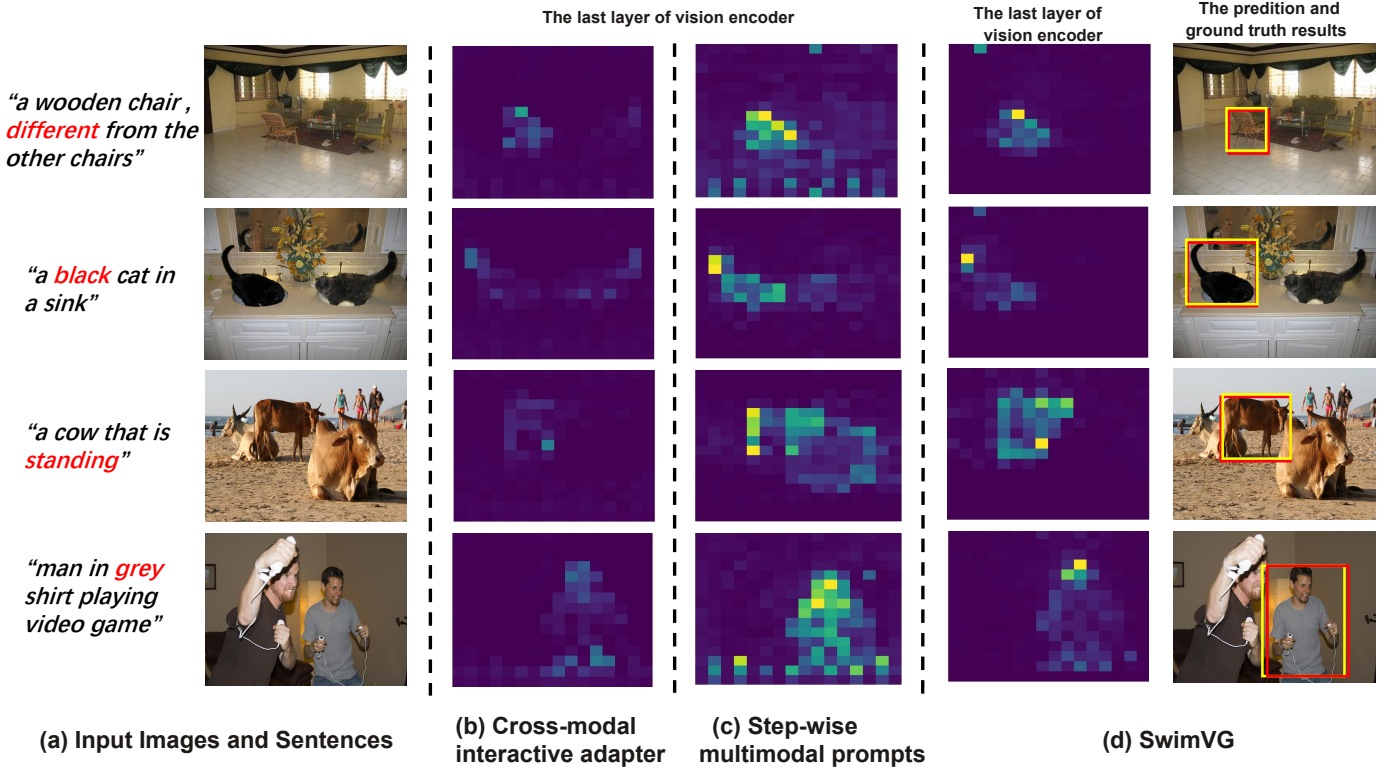 The last layer of vision encoder
The last layer of
vision encoder
The predition and
ground truth results
“a wooden chair ,
different from the
other chairs”
“a black cat in
a sink”
“a cow that is
standing”
“man in grey
shirt playing
video game”
(a) Input Images and Sentences
(b) Cross-modal
interactive adapter
(c) Step-wise
multimodal prompts
(d) SwimVG